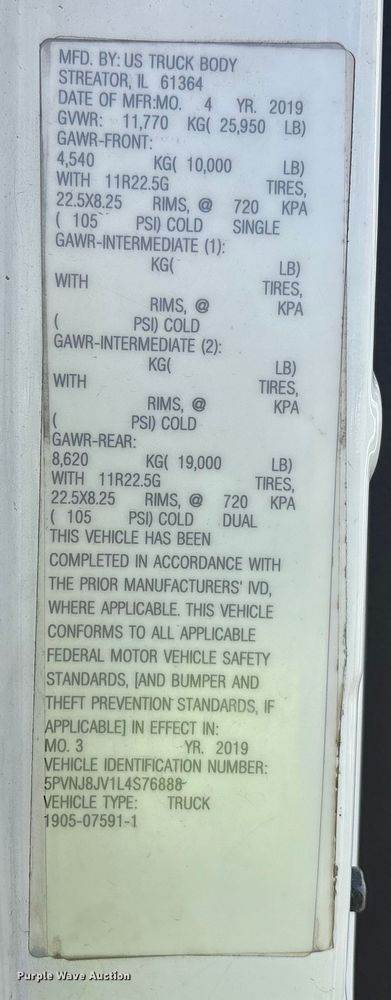 MFD. BY: US TRUCK BODY
STREATOR, IL 61364
DATE OF MFR:MO. 4 YR. 2019
GVWR: 11,770 KG( 25,950 LB)
GAWR-FRONT:
4,540 KG( 10,000 LB)
WITH 11R22.5G TIRES,
22.5X8.25 RIMS, @ 720 KPA
( 105 PSI) COLD SINGLE
GAWR-INTERMEDIATE (1):
KG( LB)
WITH TIRES,
RIMS, @ KPA
( PSI) COLD
GAWR-INTERMEDIATE (2):
KG( LB)
WITH TIRES,
RIMS, @ KPA
( PSI) COLD
GAWR-REAR:
8,620 KG( 19,000 LB)
WITH 11R22.5G TIRES,
22.5X8.25 RIMS, @ 720 KPA
( 105 PSI) COLD DUAL
THIS VEHICLE HAS BEEN
COMPLETED IN ACCORDANCE WITH
THE PRIOR MANUFACTURERS' IVD,
WHERE APPLICABLE. THIS VEHICLE
CONFORMS TO ALL APPLICABLE
FEDERAL MOTOR VEHICLE SAFETY
STANDARDS, [AND BUMPER AND
THEFT PREVENTION STANDARDS, IF
APPLICABLE] IN EFFECT IN:
MO. 3 YR. 2019
VEHICLE IDENTIFICATION NUMBER:
5PVNJ8JV1L4S76888
VEHICLE TYPE: TRUCK
1905-07591-1
Purple Wave Auction